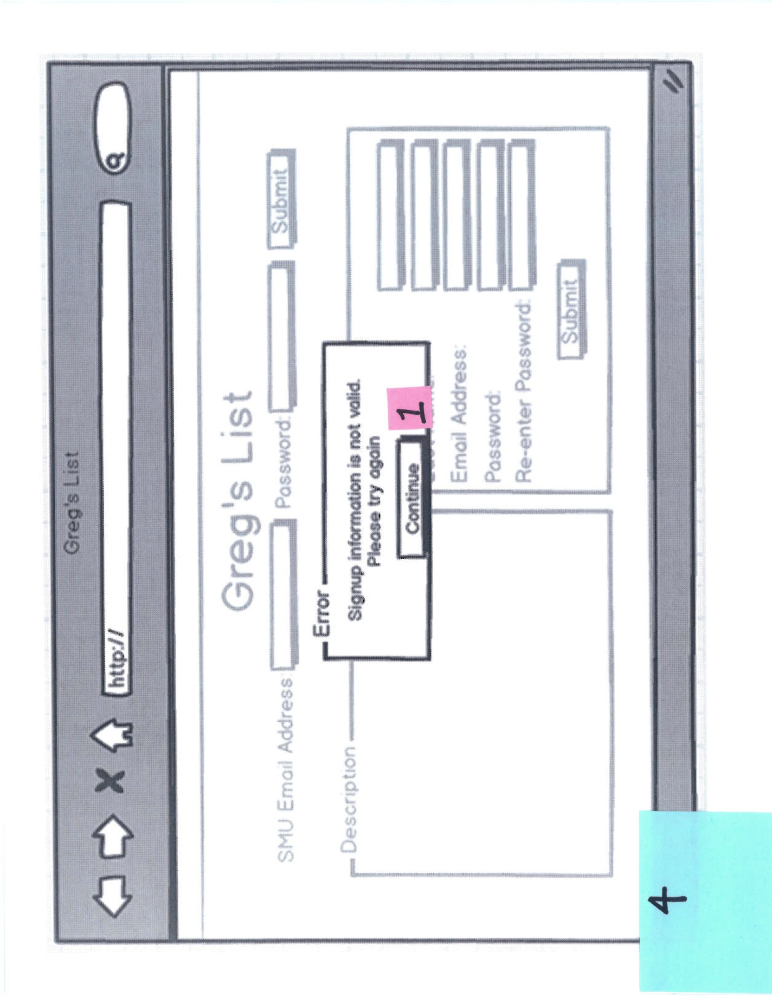 Greg's List
http://
Greg's List
SMU Email Address: Password: Submit
Error
Signup information is not valid.
Please try again
Continue 1
Description
Email Address:
Password:
Re-enter Password:
Submit
4